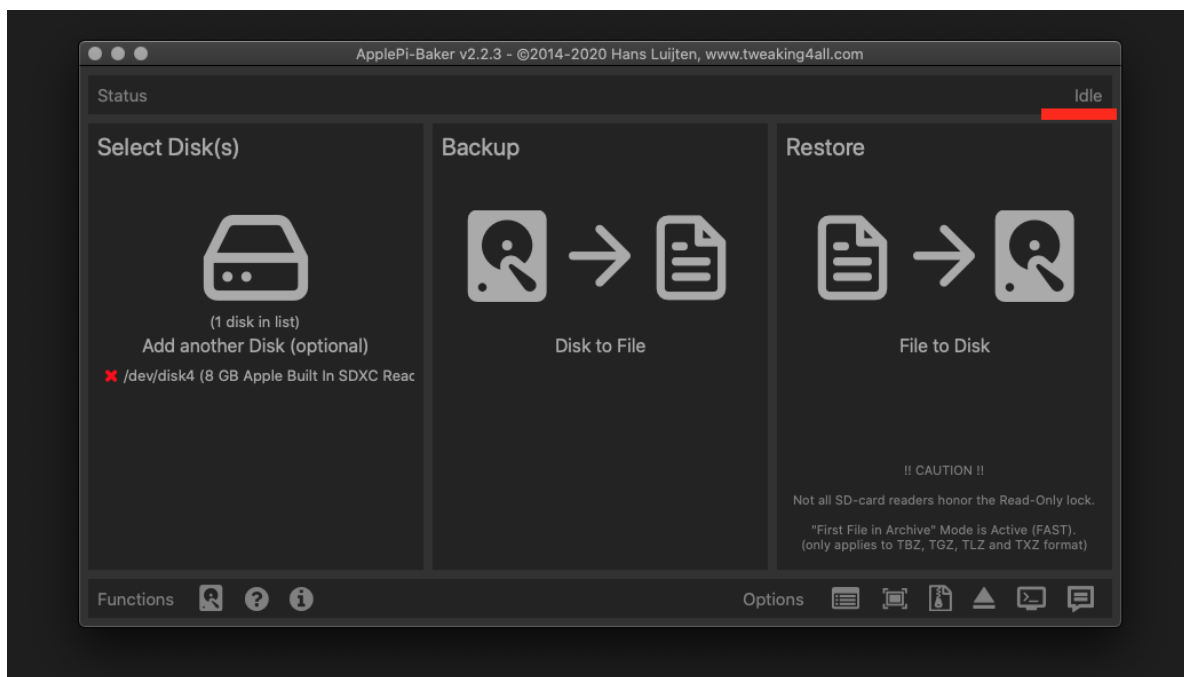 ApplePi-Baker v2.2.3 - ©2014-2020 Hans Luijten, www.tweaking4all.com
Status
Idle
Select Disk(s)
(1 disk in list)
Add another Disk (optional)
/dev/disk4 (8 GB Apple Built In SDXC Reac
Backup
Disk to File
Restore
File to Disk
!! CAUTION !!
Not all SD-card readers honor the Read-Only lock.
"First File in Archive" Mode is Active (FAST).
(only applies to TBZ, TGZ, TLZ and TXZ format)
Functions
Options